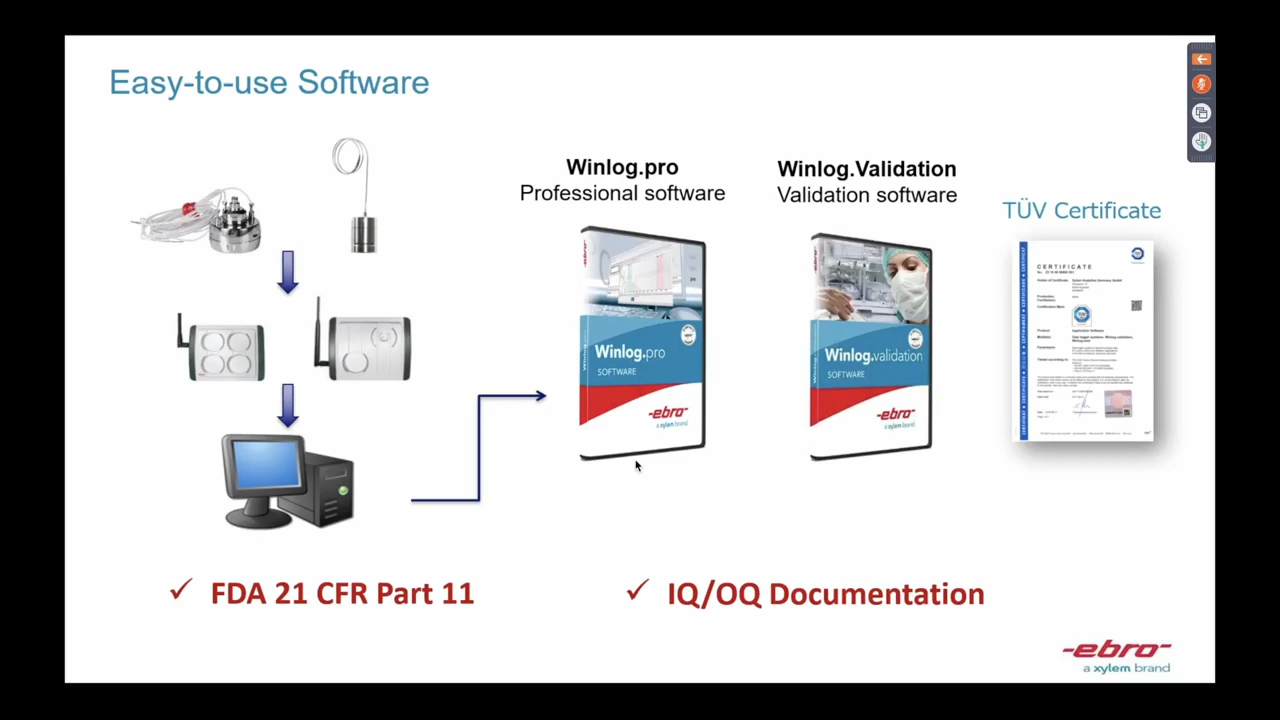 Easy-to-use Software
Winlog.pro
Professional software
Winlog.Validation
Validation software
TÜV Certificate
ebro
Winlog.pro
SOFTWARE
ebro
a xylem brand
ebro
Winlog.validation
SOFTWARE
ebro
a xylem brand
CERTIFICATE
✓ FDA 21 CFR Part 11
✓ IQ/OQ Documentation
ebro
a xylem brand